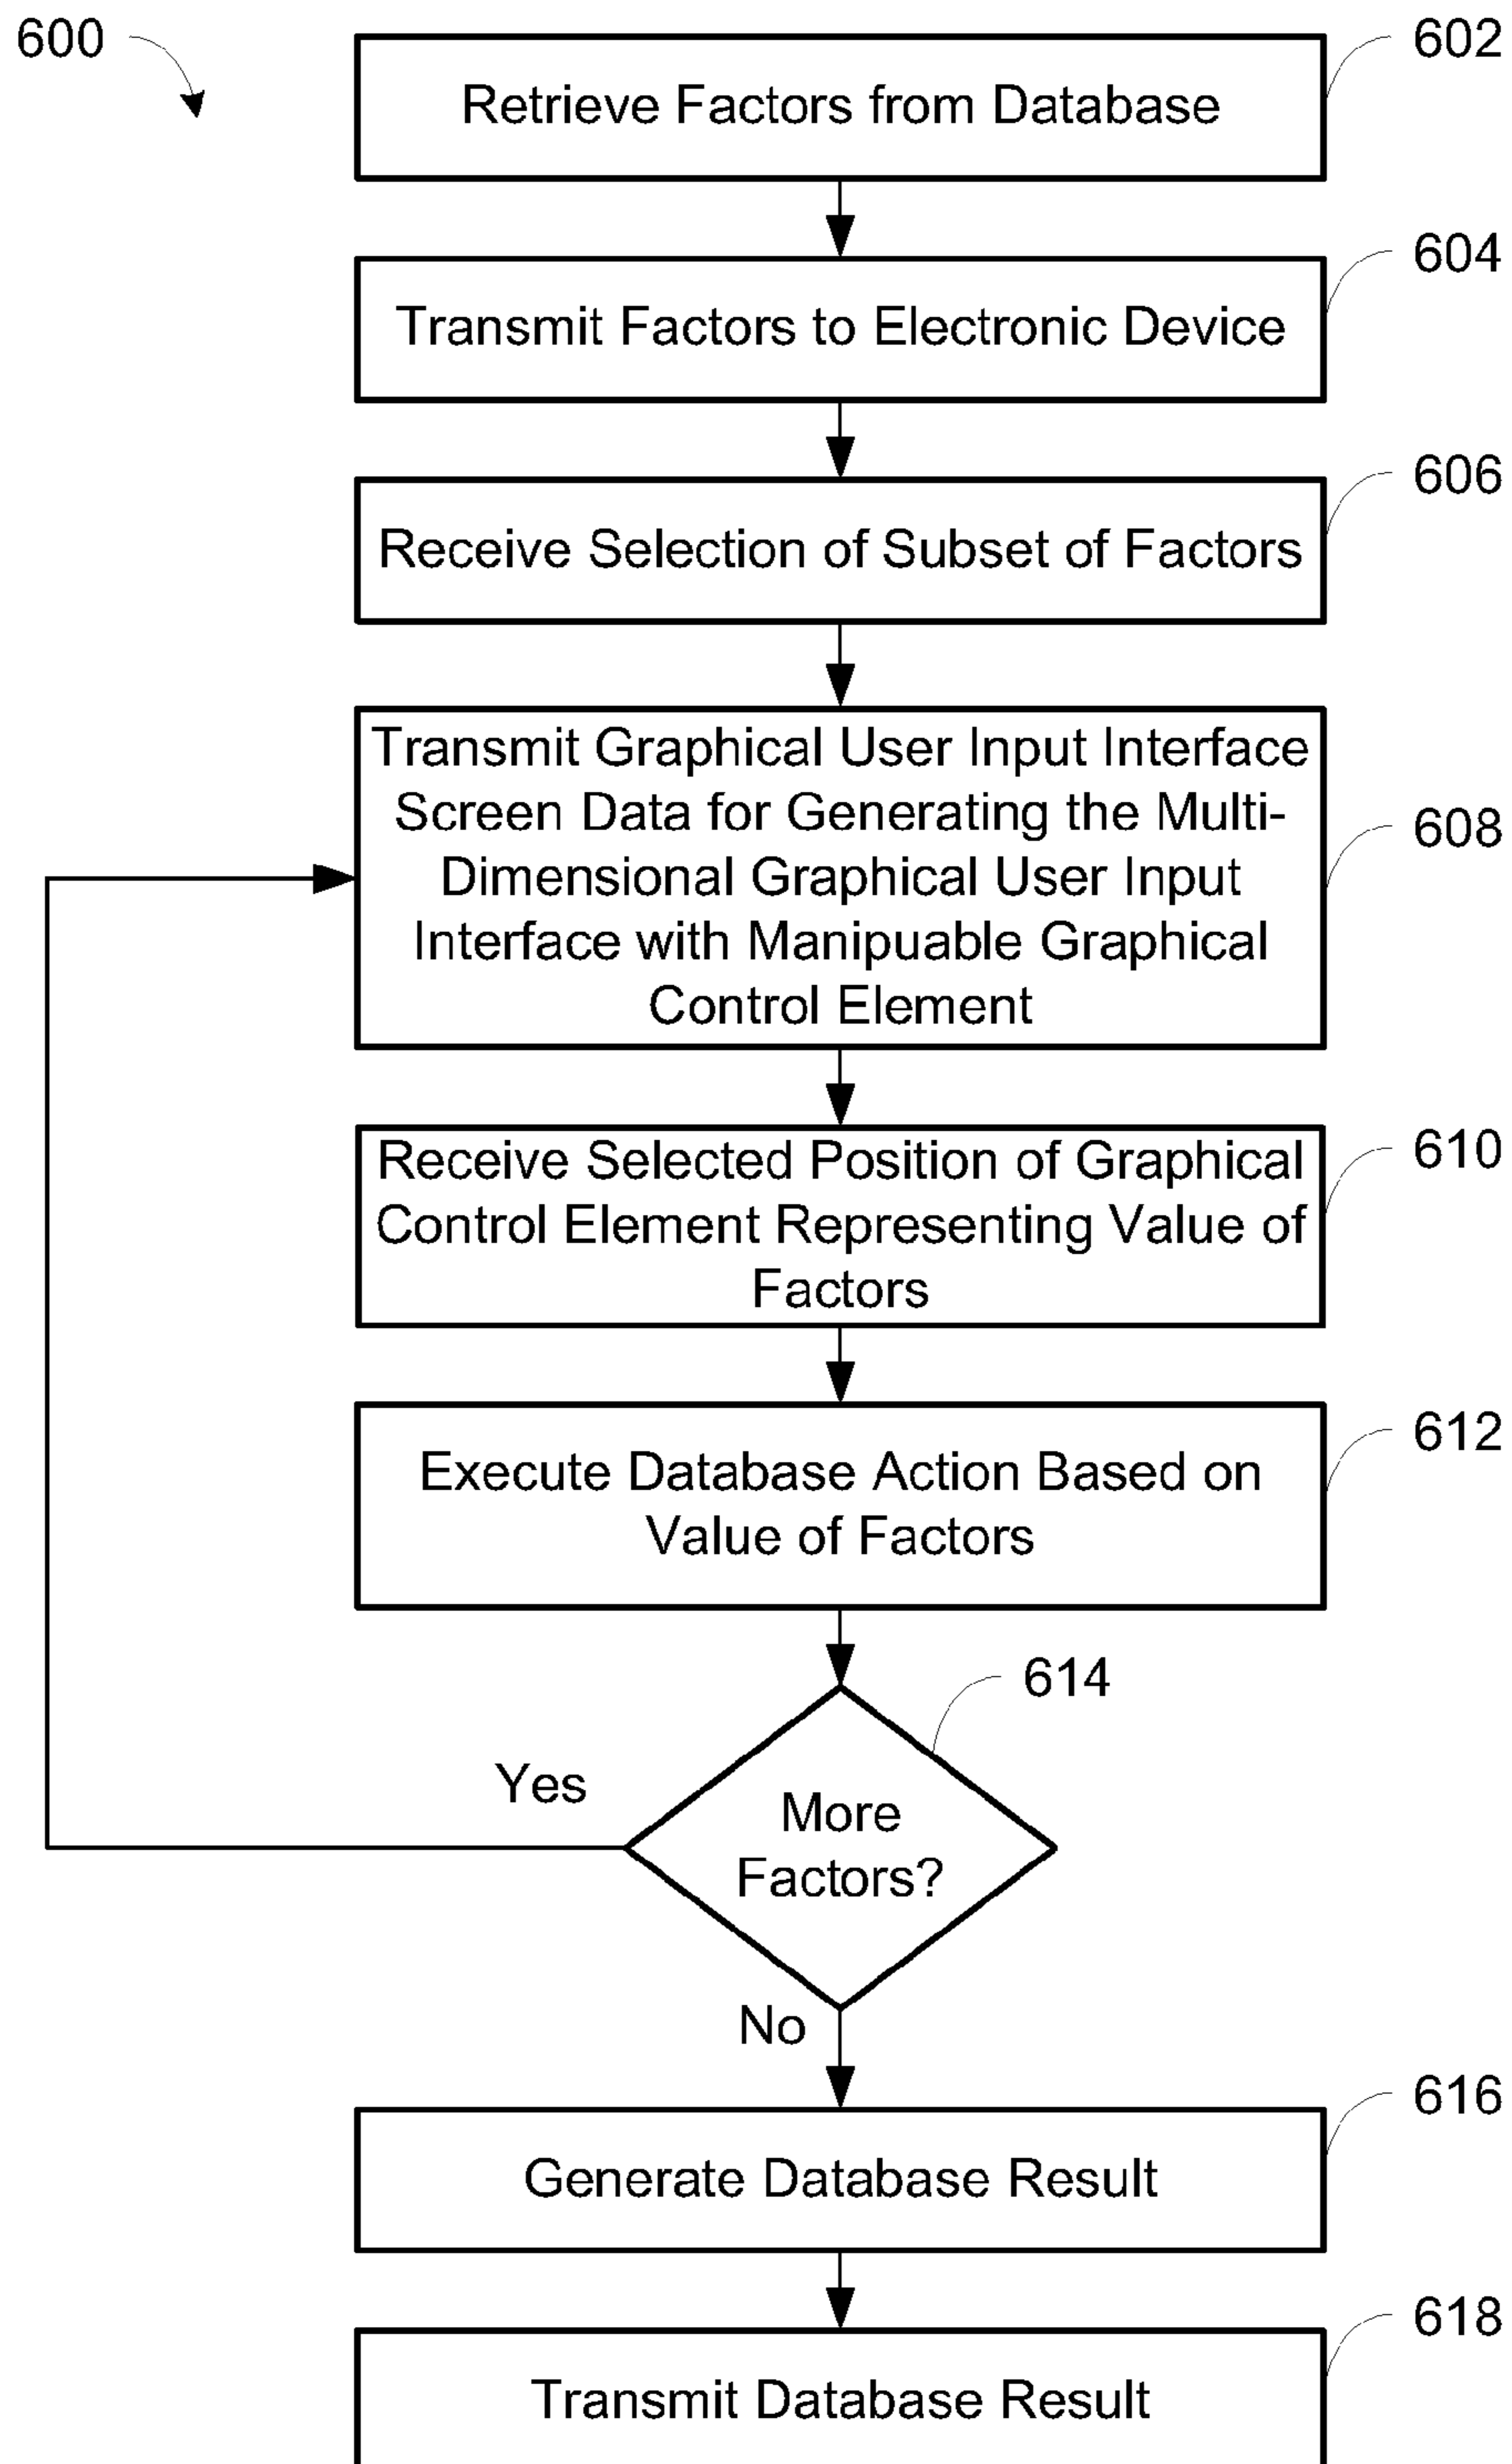 600
602
Retrieve Factors from Database
604
Transmit Factors to Electronic Device
606
Receive Selection of Subset of Factors
Transmit Graphical User Input Interface
Screen Data for Generating the Multi-
608
Dimensional Graphical User Input
Interface with Manipuable Graphical
Control Element
610
Receive Selected Position of Graphical
Control Element Representing Value of
Factors
612
Execute Database Action Based on
Value of Factors
614
Yes
More
Factors?
No
616
Generate Database Result
618
Transmit Database Result